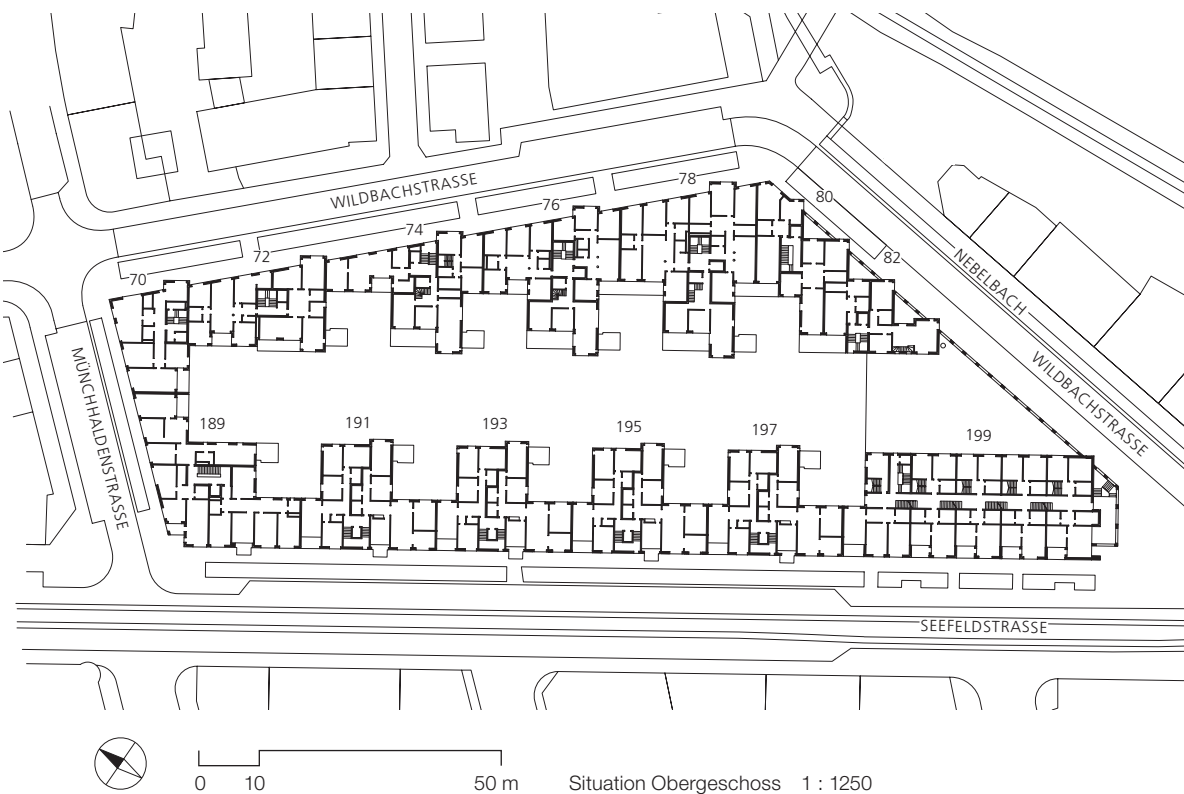 WILDBACHSTRASSE
70
72
74
76
78
80
82
NEBELBACH
WILDBACHSTRASSE
MÜNCHHALDENSTRASSE
189
191
193
195
197
199
SEEFELDSTRASSE
0 10 50 m
Situation Obergeschoss 1 : 1250